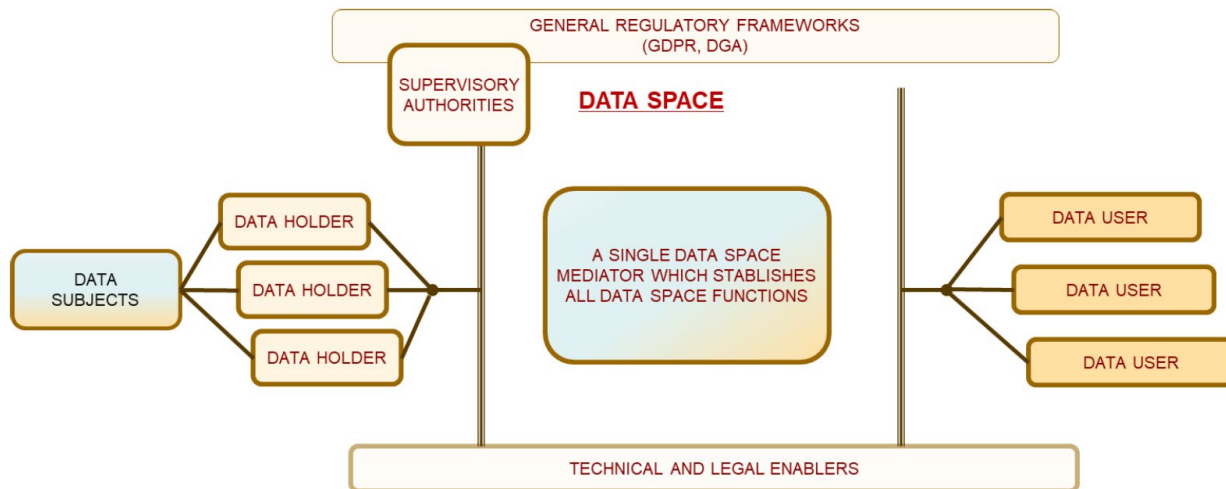 GENERAL REGULATORY FRAMEWORKS
(GDPR, DGA)
SUPERVISORY
AUTHORITIES
DATA SPACE
DATA HOLDER
DATA HOLDER
DATA HOLDER
DATA
SUBJECTS
A SINGLE DATA SPACE
MEDIATOR WHICH STABLISHES
ALL DATA SPACE FUNCTIONS
DATA USER
DATA USER
DATA USER
TECHNICAL AND LEGAL ENABLERS